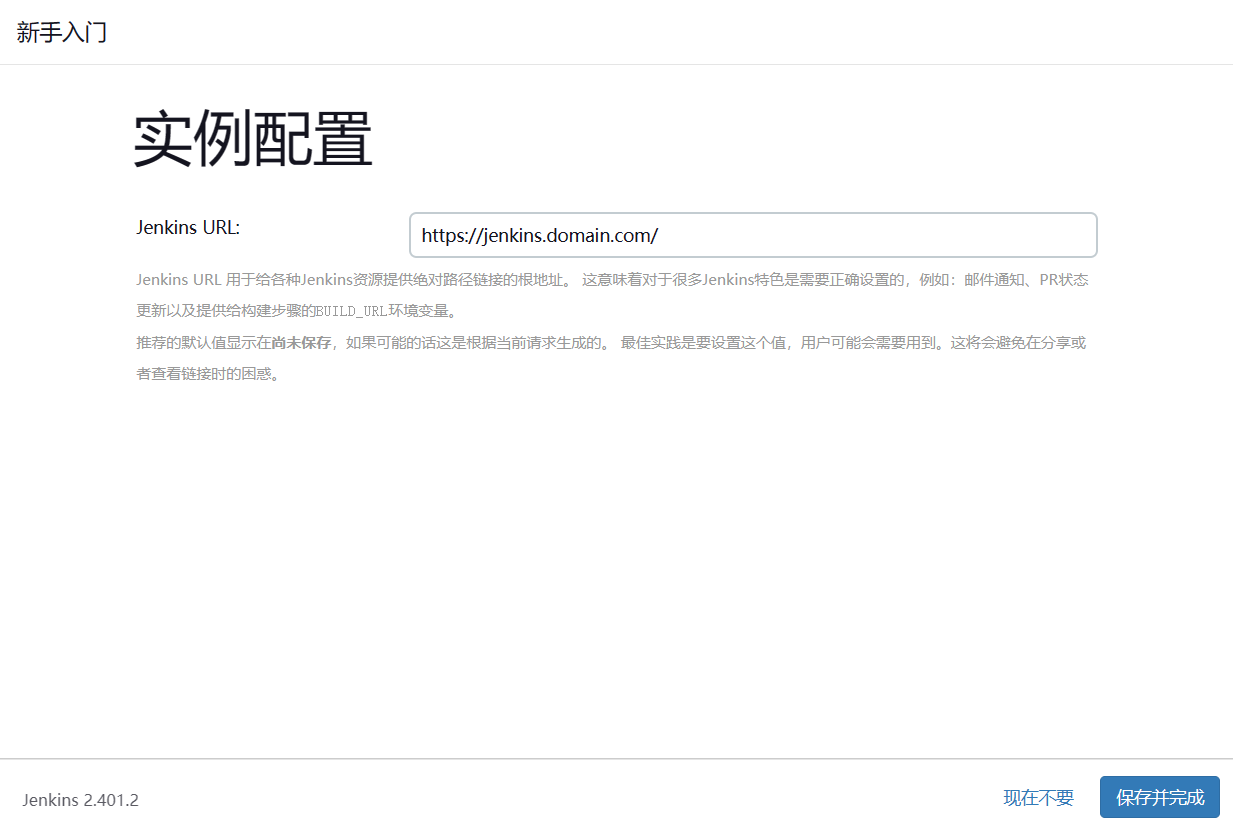 新手入门
实例配置
Jenkins URL:
https://jenkins.domain.com/
Jenkins URL 用于给各种Jenkins资源提供绝对路径链接的根地址。 这意味着对于很多Jenkins特色是需要正确设置的，例如：邮件通知、PR状态
更新以及提供给构建步骤的BUILD_URL环境变量。
推荐的默认值显示在尚未保存，如果可能的话这是根据当前请求生成的。 最佳实践是要设置这个值，用户可能会需要用到。这将会避免在分享或
者查看链接时的困惑。
Jenkins 2.401.2
现在不要
保存并完成